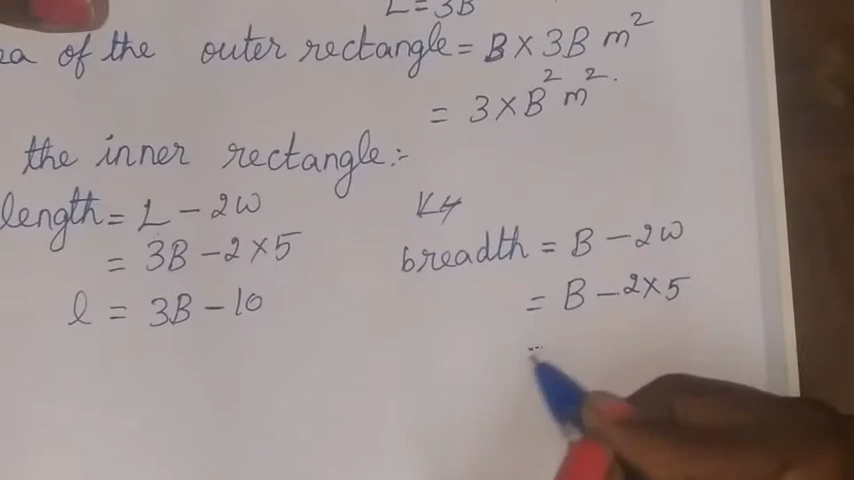 L = 3B
of the outer rectangle = B × 3B m²
= 3 × B² m².
the inner rectangle :-
length = L - 2w
= 3B - 2 × 5
l = 3B - 10
breadth = B - 2w
= B - 2 × 5